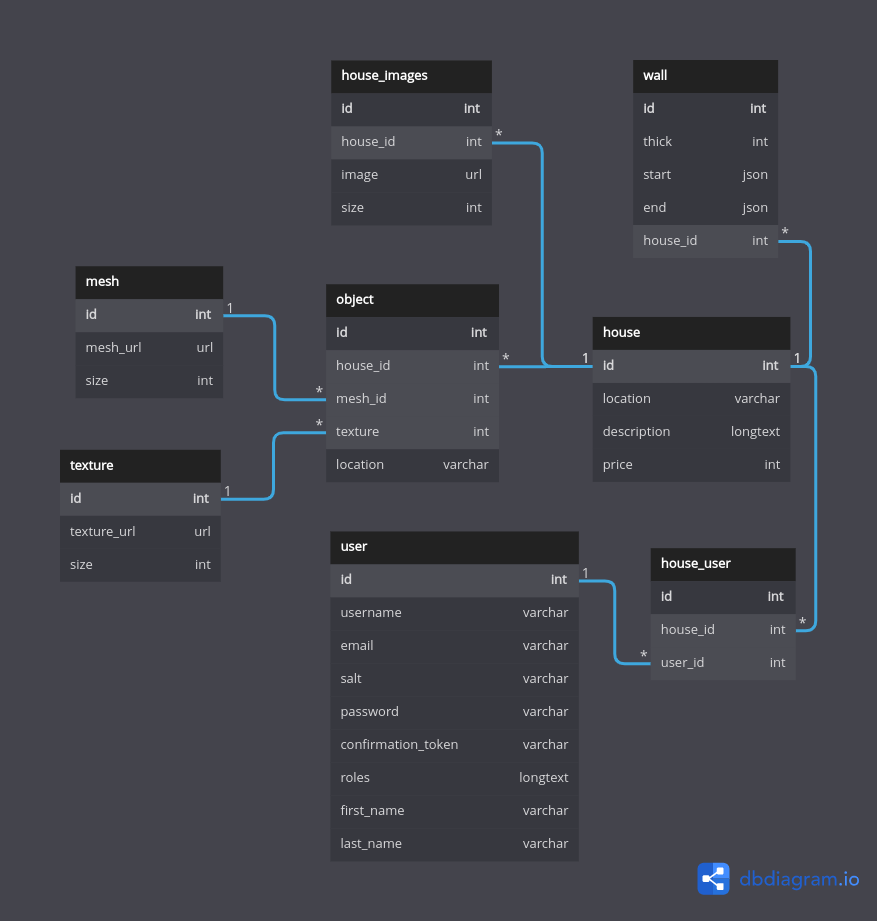 house_images
id int
house_id int
image url
size int
wall
id int
thick int
start json
end json
house_id int
*
*
mesh
id int
mesh_url url
size int
1
*
object
id int
house_id int
mesh_id int
texture int
location varchar
*
*
house
id int
location varchar
description longtext
price int
1
1
texture
id int
texture_url url
size int
1
user
id int
username varchar
email varchar
salt varchar
password varchar
confirmation_token varchar
roles longtext
first_name varchar
last_name varchar
1
*
house_user
id int
house_id int
user_id int
*
dbdiagram.io